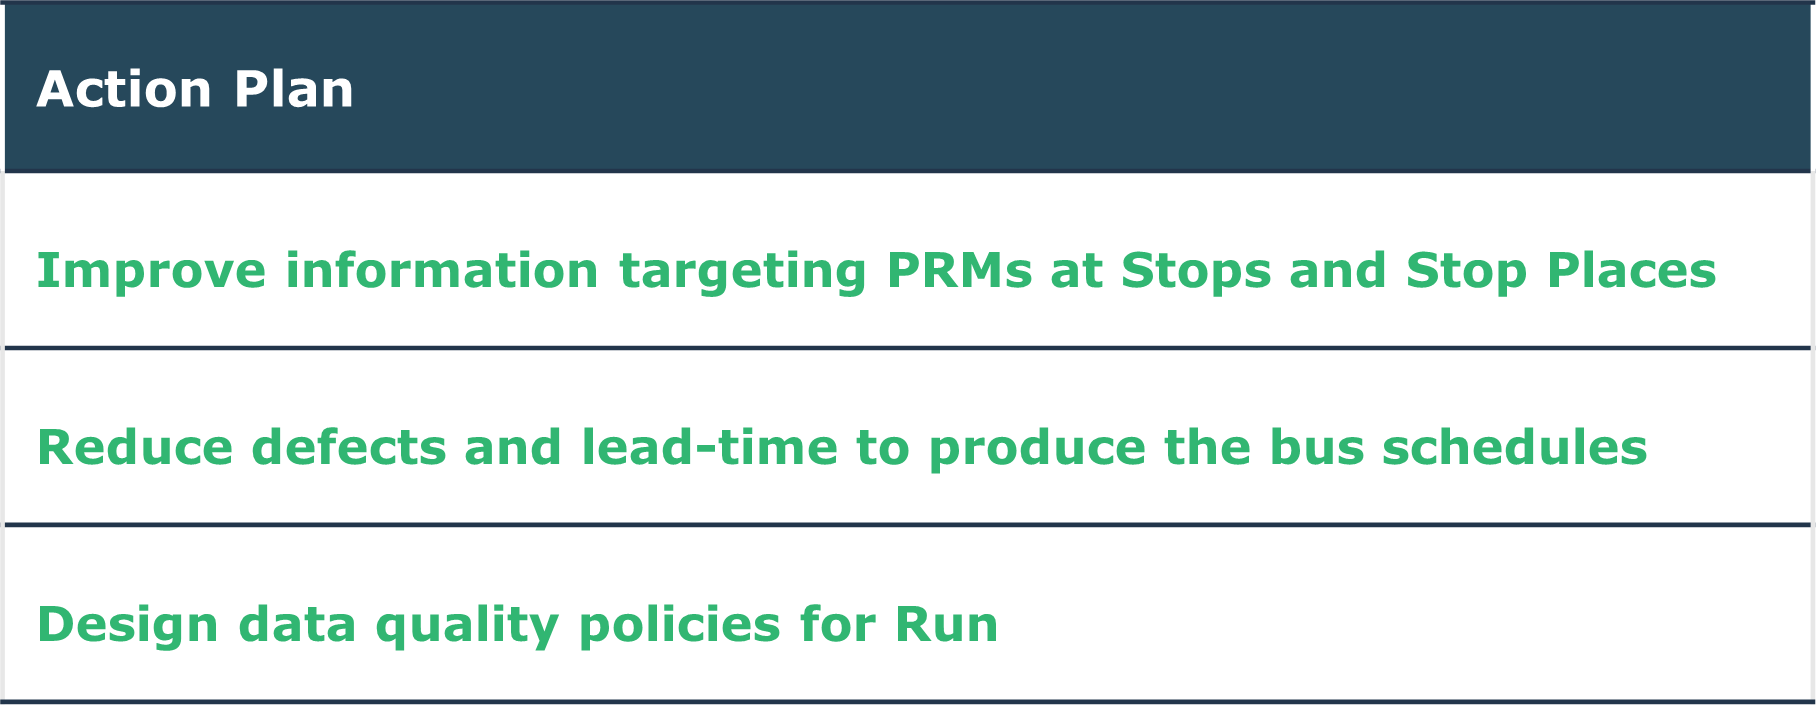 Action Plan
Improve information targeting PRMs at Stops and Stop Places
Reduce defects and lead-time to produce the bus schedules
Design data quality policies for Run